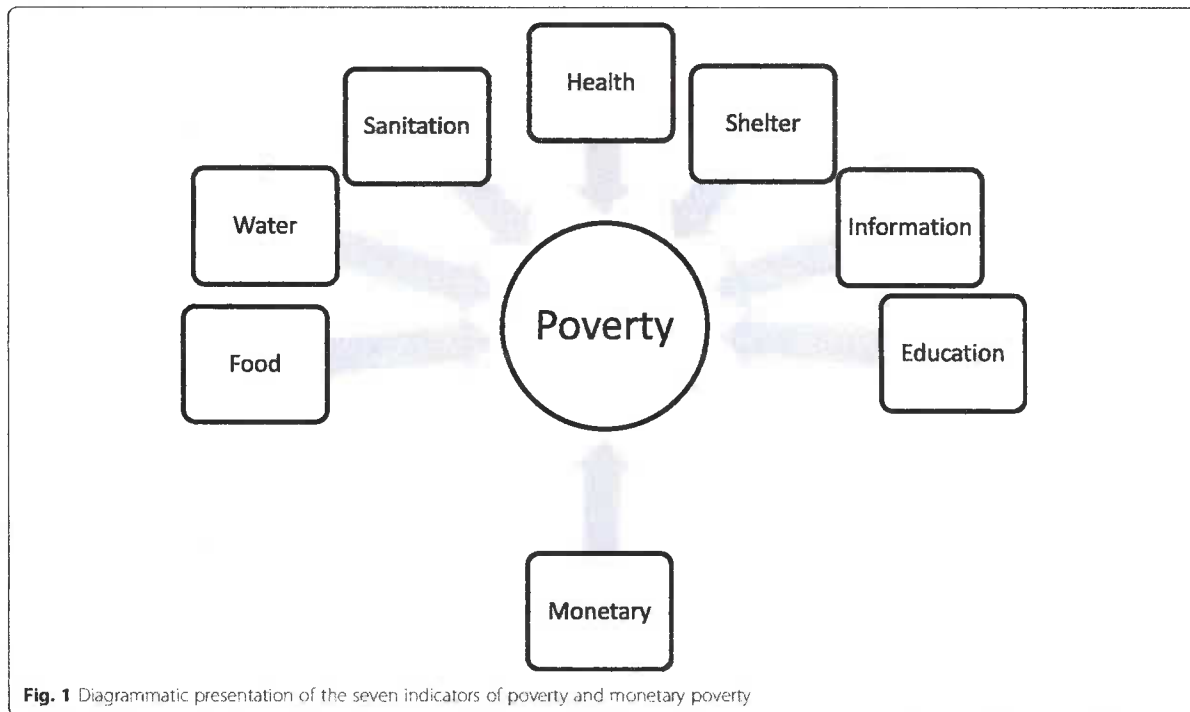 Health
Sanitation
Shelter
Water
Information
Food
Poverty
Education
Monetary
Fig. 1 Diagrammatic presentation of the seven indicators of poverty and monetary poverty